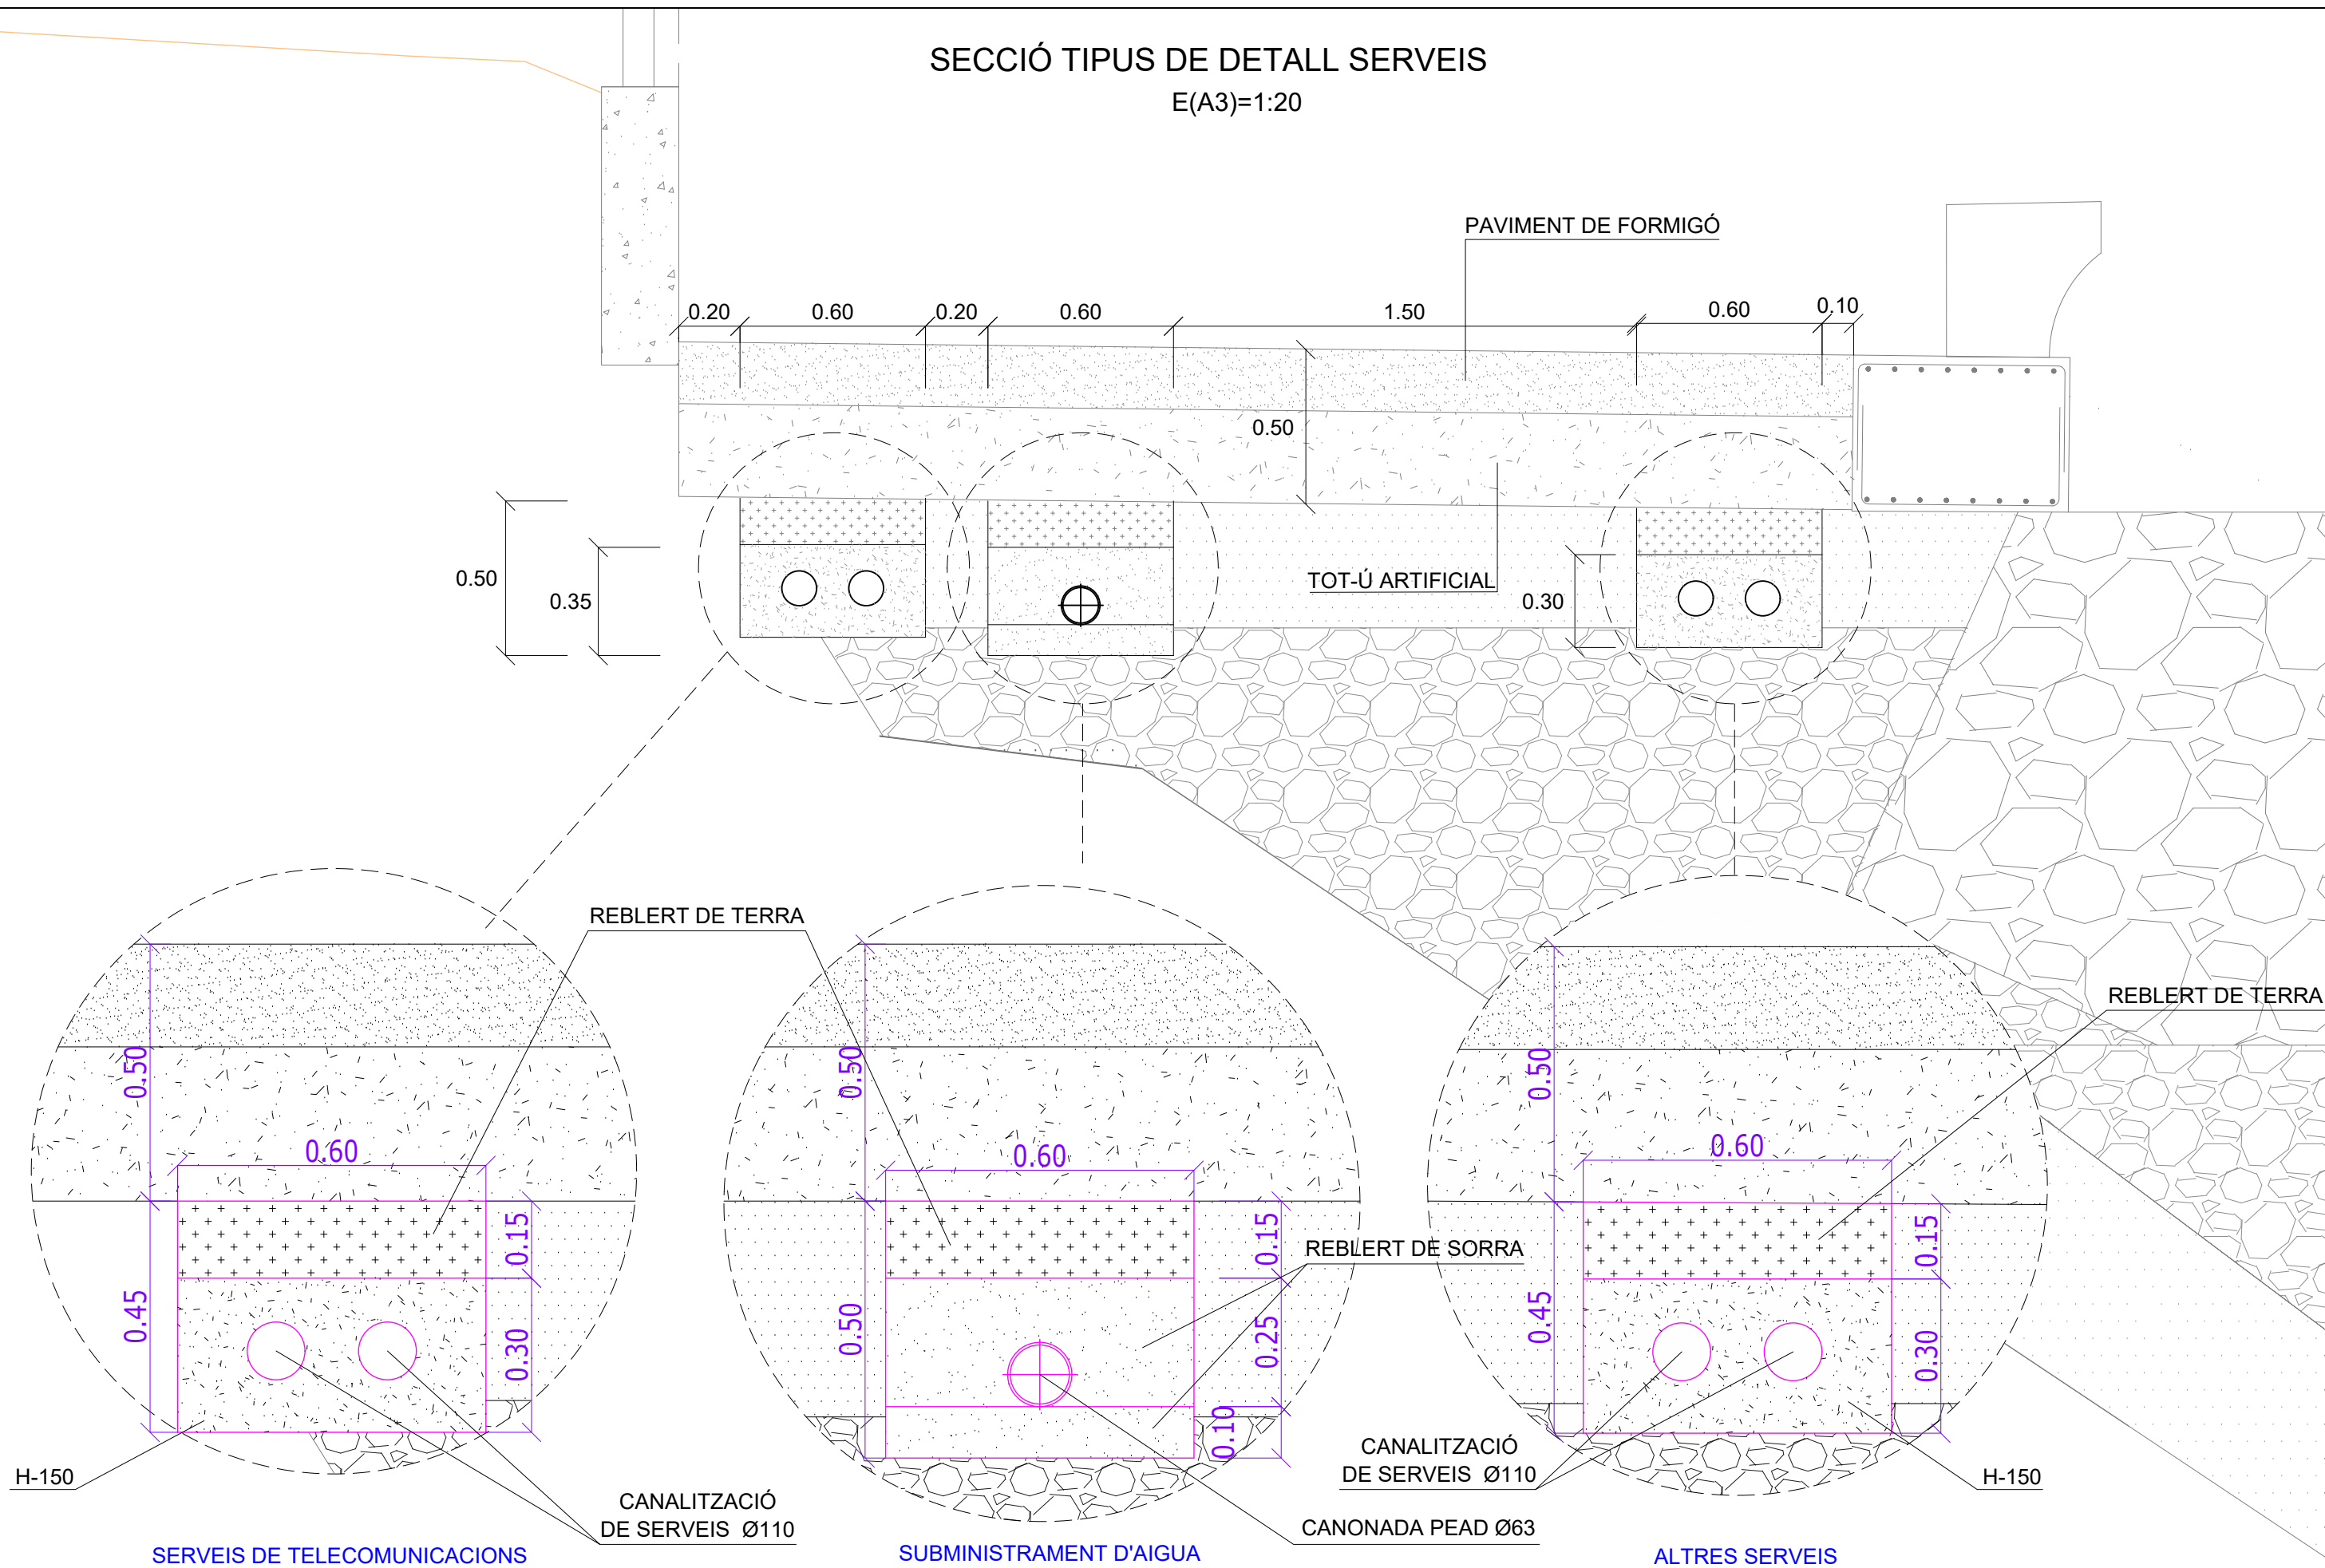 SECCIÓ TIPUS DE DETALL SERVEIS
E(A3)=1:20
PAVIMENT DE FORMIGÓ
0.20
0.60
0.20
0.60
1.50
0.60
0.10
0.50
0.50
0.35
TOT-Ú ARTIFICIAL
0.30
REBLERT DE TERRA
REBLERT DE TERRA
0.50
0.60
0.15
0.45
0.30
H-150
CANALITZACIÓ
DE SERVEIS Ø110
SERVEIS DE TELECOMUNICACIONS
0.50
0.60
0.15
REBLERT DE SORRA
0.50
0.25
0.10
CANONADA PEAD Ø63
SUBMINISTRAMENT D'AIGUA
0.50
0.60
0.15
0.45
0.30
CANALITZACIÓ
DE SERVEIS Ø110
H-150
ALTRES SERVEIS